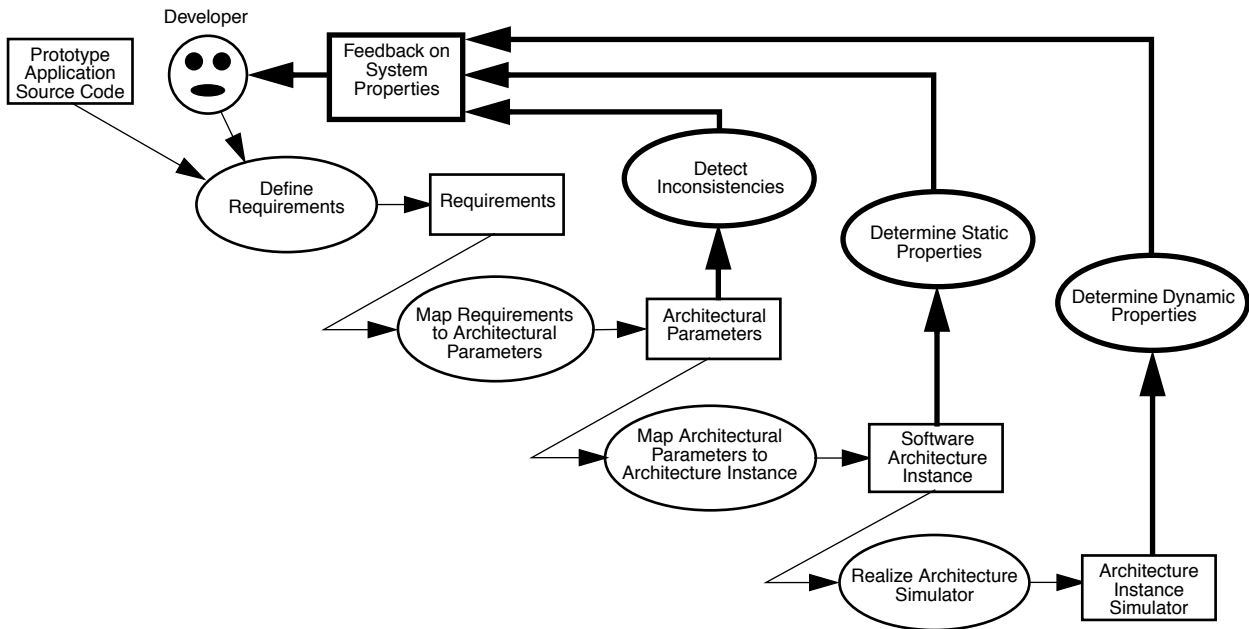 Developer
Prototype
Application
Source Code
Feedback on
System
Properties
Define
Requirements
Requirements
Detect
Inconsistencies
Determine Static
Properties
Determine Dynamic
Properties
Map Requirements
to Architectural
Parameters
Architectural
Parameters
Map Architectural
Parameters to
Architecture Instance
Software
Architecture
Instance
Realize Architecture
Simulator
Architecture
Instance
Simulator